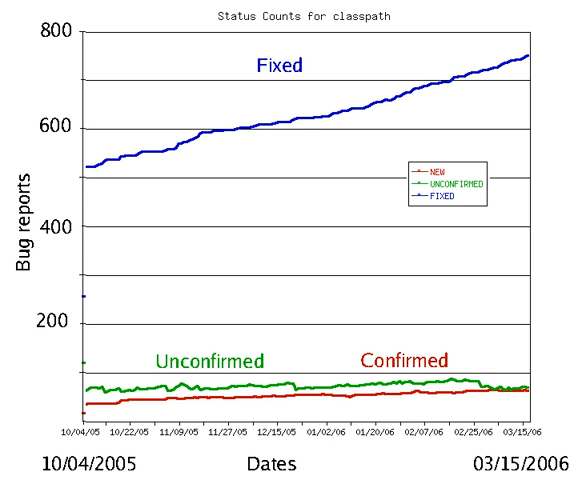 Status Counts for classpath
800
600
400
200
Bug reports
Fixed
NEW
UNCONFIRMED
FIXED
Unconfirmed
Confirmed
10/04/05 10/22/05 11/09/05 11/27/05 12/15/05 01/02/06 01/20/06 02/07/06 02/25/06 03/15/06
10/04/2005 Dates 03/15/2006